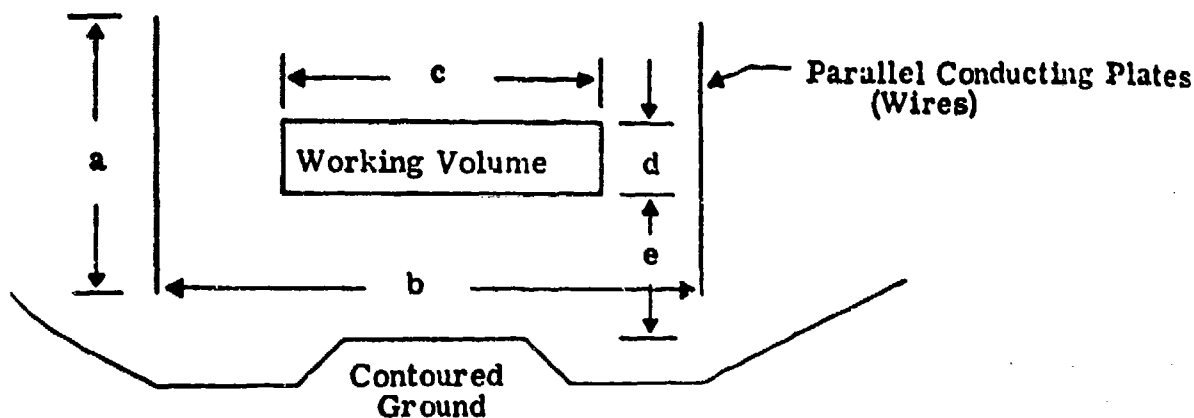 c
Parallel Conducting Plates
(Wires)
a
Working Volume
d
e
b
Contoured
Ground